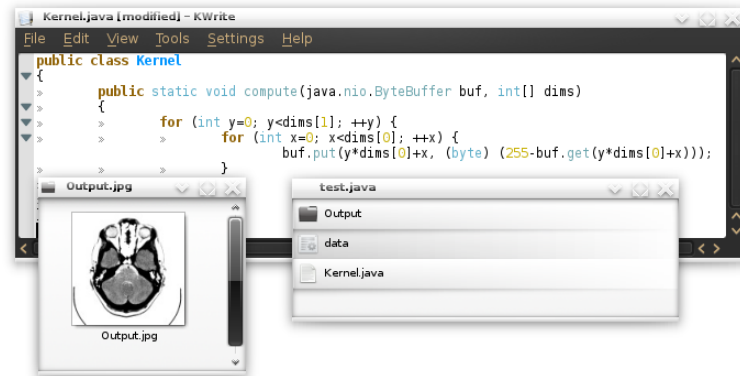 Kernel.java [modified] – KWrite
File Edit View Tools Settings Help
public class Kernel
{
» public static void compute(java.nio.ByteBuffer buf, int[] dims)
» {
» » for (int y=0; y<dims[1]; ++y) {
» » » for (int x=0; x<dims[0]; ++x) {
buf.put(y*dims[0]+x, (byte) (255-buf.get(y*dims[0]+x)));
» » » }
Output.jpg
Output.jpg
test.java
Output
data
Kernel.java